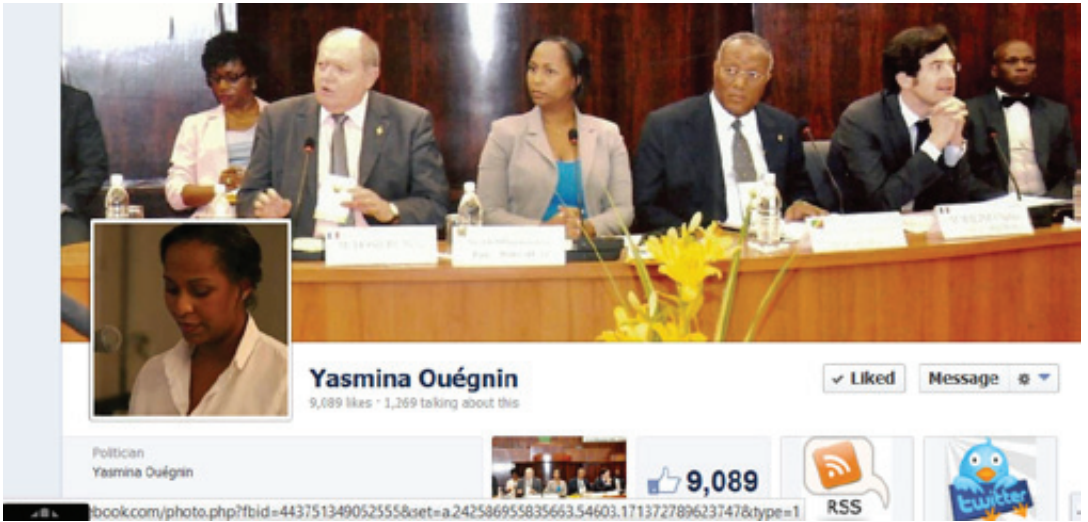 Yasmina Ouégnin
9,089 likes · 1,269 talking about this
✓ Liked
Message
Politician
Yasmina Ouégnin
9,089
RSS
twitter
ebook.com/photo.php?fbid=443751349052555&set=a.242586955835663.54603.171372789623747&type=1